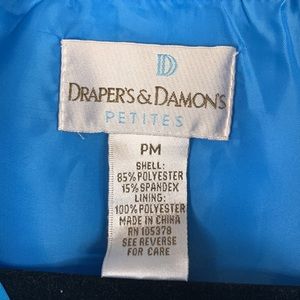 D
DRAPER'S & DAMON'S
PETITES
PM
SHELL:
85% POLYESTER
15% SPANDEX
LINING:
100% POLYESTER
MADE IN CHINA
RN 105378
SEE REVERSE
FOR CARE